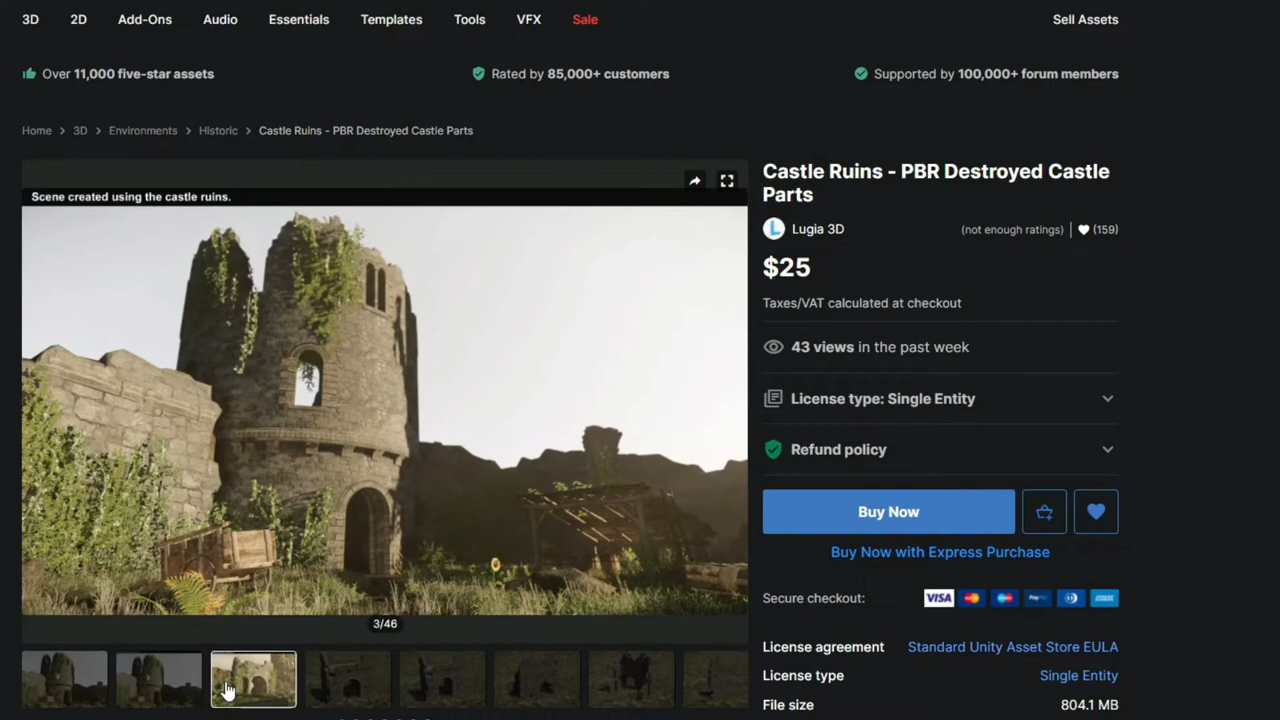 3D 2D Add-Ons Audio Essentials Templates Tools VFX Sale Sell Assets
Over 11,000 five-star assets Rated by 85,000+ customers Supported by 100,000+ forum members
Home > 3D > Environments > Historic > Castle Ruins - PBR Destroyed Castle Parts
Scene created using the castle ruins.
3/46
Castle Ruins - PBR Destroyed Castle
Parts
L Lugia 3D (not enough ratings) (159)
$25
Taxes/VAT calculated at checkout
43 views in the past week
License type: Single Entity
Refund policy
Buy Now
Buy Now with Express Purchase
Secure checkout: VISA PayPal
License agreement Standard Unity Asset Store EULA
License type Single Entity
File size 804.1 MB